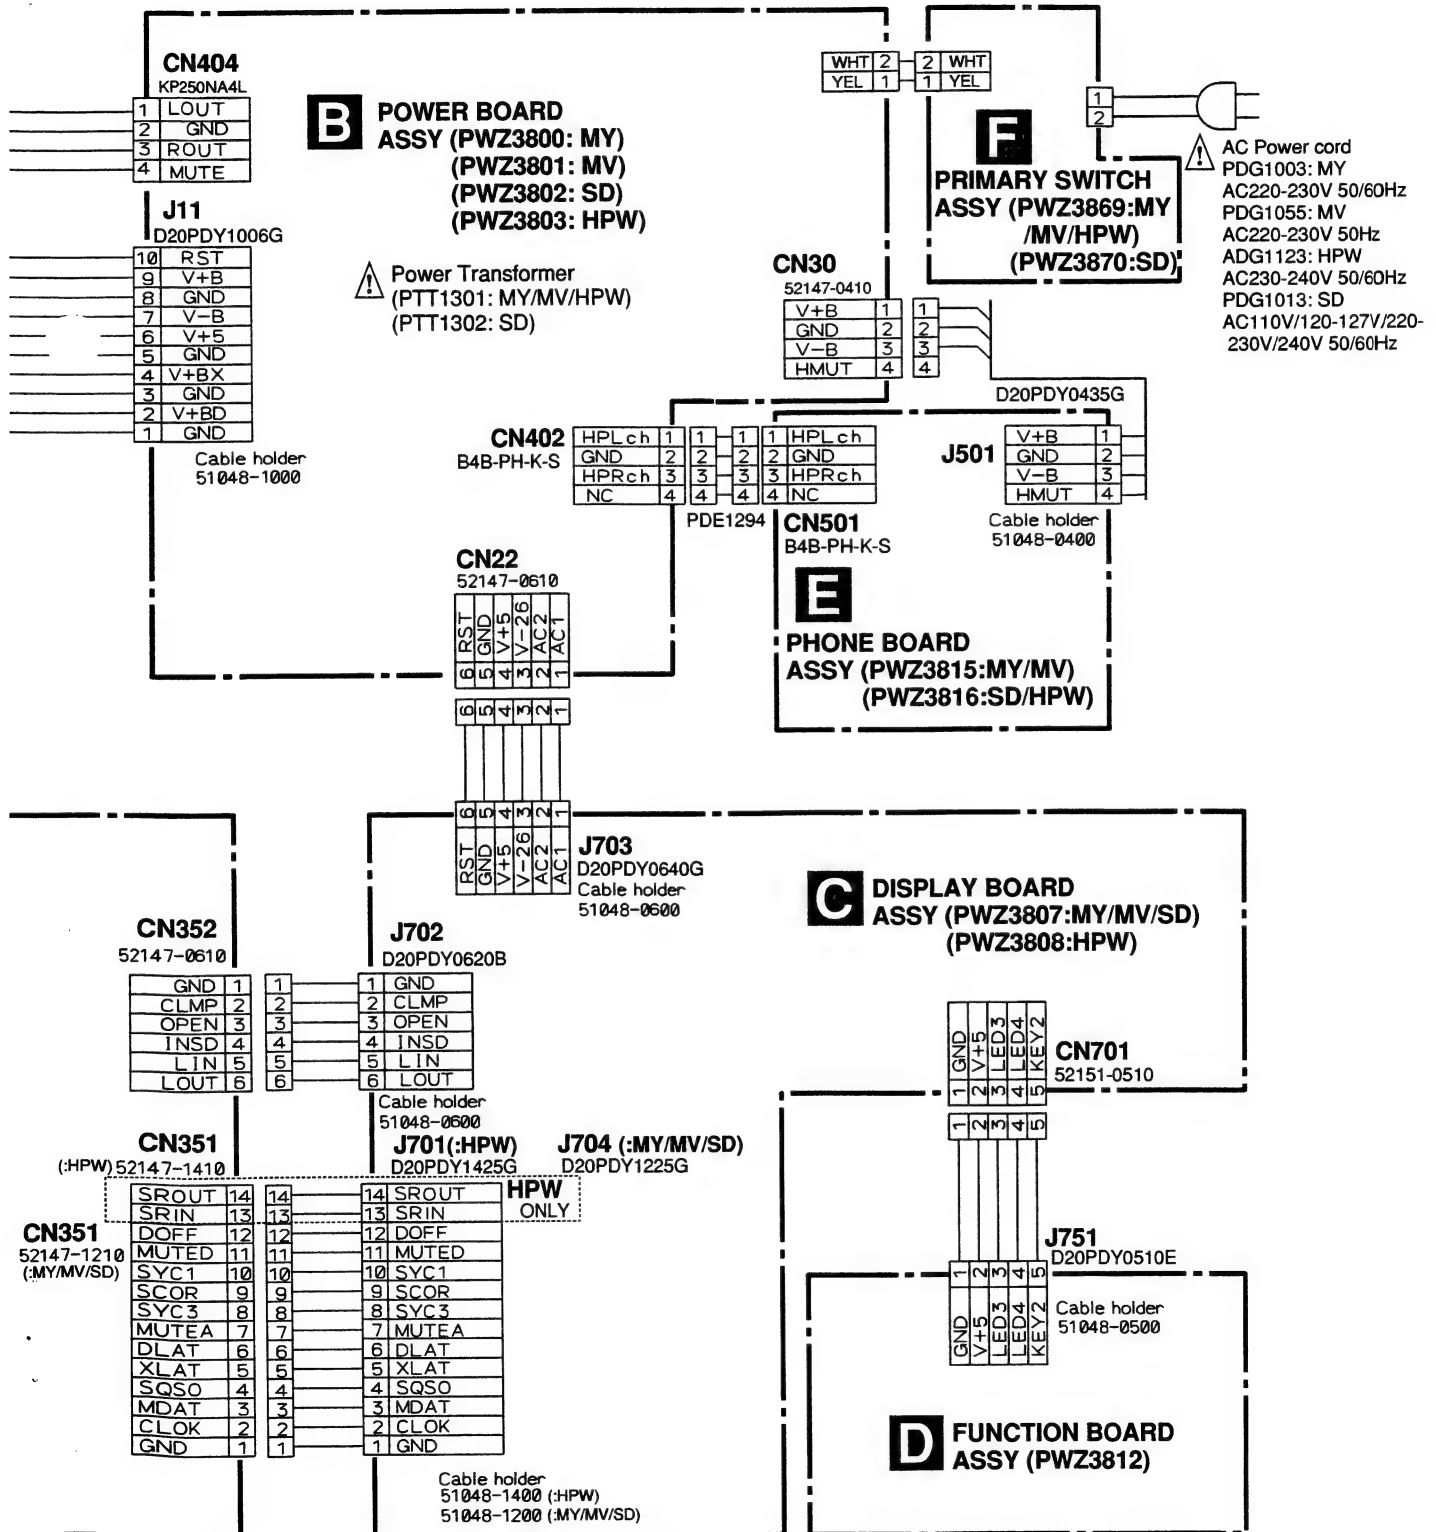 CN404
KP250NA4L
1 LOUT
2 GND
3 ROUT
4 MUTE
B
POWER BOARD
ASSY (PWZ3800: MY)
(PWZ3801: MV)
(PWZ3802: SD)
(PWZ3803: HPW)
Power Transformer
(PTT1301: MY/MV/HPW)
(PTT1302: SD)
WHT 2 2 WHT
YEL 1 1 YEL
F
PRIMARY SWITCH
ASSY (PWZ3869:MY
/MV/HPW)
(PWZ3870:SD)
1
2
AC Power cord
PDG1003: MY
AC220-230V 50/60Hz
PDG1055: MV
AC220-230V 50Hz
ADG1123: HPW
AC230-240V 50/60Hz
PDG1013: SD
AC110V/120-127V/220-
230V/240V 50/60Hz
J11
D20PDY1006G
10 RST
9 V+B
8 GND
7 V-B
6 V+5
5 GND
4 V+BX
3 GND
2 V+BD
1 GND
Cable holder
51048-1000
CN30
52147-0410
V+B 1 1
GND 2 2
V-B 3 3
HMUT 4 4
D20PDY0435G
CN402
B4B-PH-K-S
HPLch 1 1 1 1 HPLch
GND 2 2 2 2 GND
HPRch 3 3 3 3 HPRch
NC 4 4 4 4 NC
PDE1294
CN501
B4B-PH-K-S
J501
V+B 1
GND 2
V-B 3
HMUT 4
Cable holder
51048-0400
E
PHONE BOARD
ASSY (PWZ3815:MY/MV)
(PWZ3816:SD/HPW)
CN22
52147-0610
RST GND V+5 V-26 AC2 AC1
6 5 4 3 2 1
6 5 4 3 2 1
6 5 4 3 2 1
RST GND V+5 V-26 AC2 AC1
J703
D20PDY0640G
Cable holder
51048-0600
C
DISPLAY BOARD
ASSY (PWZ3807:MY/MV/SD)
(PWZ3808:HPW)
CN352
52147-0610
J702
D20PDY0620B
GND 1 1 1 GND
CLMP 2 2 2 CLMP
OPEN 3 3 3 OPEN
INSD 4 4 4 INSD
LIN 5 5 5 LIN
LOUT 6 6 6 LOUT
Cable holder
51048-0600
CN351
(:HPW) 52147-1410
J701(:HPW)
D20PDY1425G
J704 (:MY/MV/SD)
D20PDY1225G
HPW
ONLY
CN351
52147-1210
(:MY/MV/SD)
SROUT 14 14 14 SROUT
SRIN 13 13 13 SRIN
DOFF 12 12 12 DOFF
MUTED 11 11 11 MUTED
SYC1 10 10 10 SYC1
SCOR 9 9 9 SCOR
SYC3 8 8 8 SYC3
MUTEA 7 7 7 MUTEA
DLAT 6 6 6 DLAT
XLAT 5 5 5 XLAT
SQSO 4 4 4 SQSO
MDAT 3 3 3 MDAT
CLOK 2 2 2 CLOK
GND 1 1 1 GND
Cable holder
51048-1400 (:HPW)
51048-1200 (:MY/MV/SD)
GND V+5 LED3 LED4 KEY2
1 2 3 4 5
CN701
52151-0510
1 2 3 4 5
J751
D20PDY0510E
1 2 3 4 5
GND V+5 LED3 LED4 KEY2
Cable holder
51048-0500
D
FUNCTION BOARD
ASSY (PWZ3812)